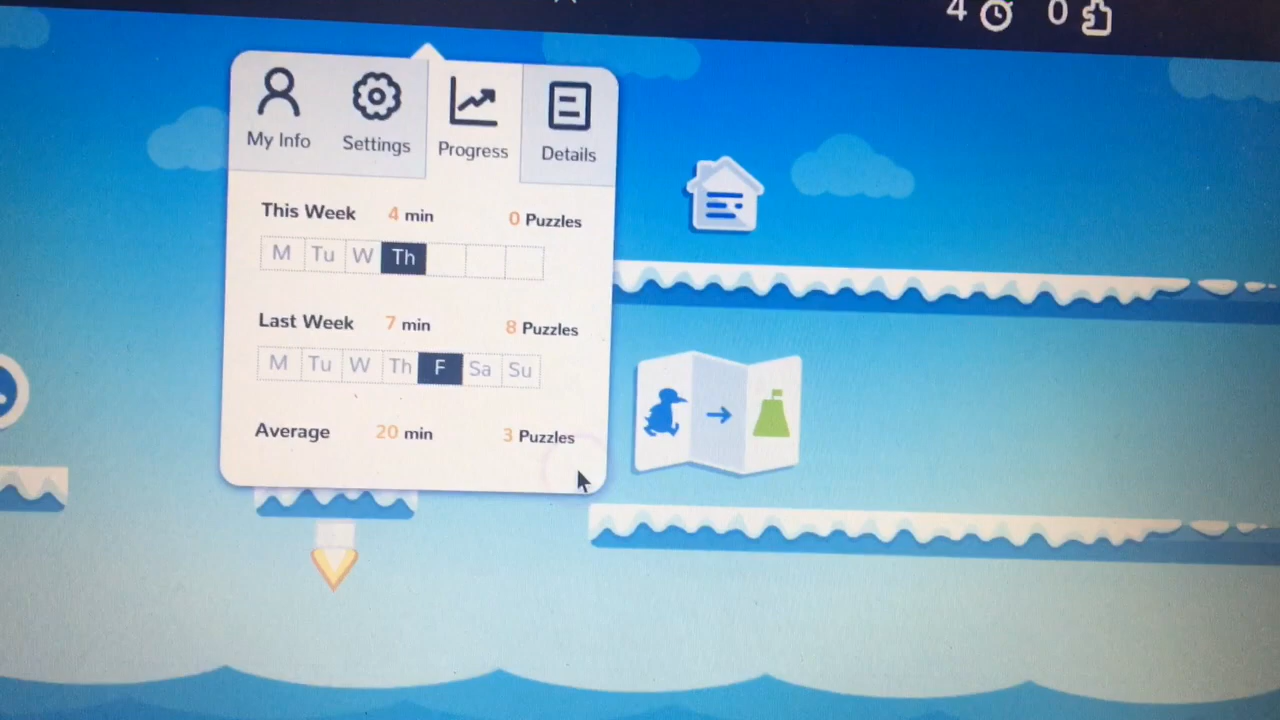 4 0
My Info Settings Progress Details
This Week 4 min 0 Puzzles
M Tu W Th
Last Week 7 min 8 Puzzles
M Tu W Th F Sa Su
Average 20 min 3 Puzzles